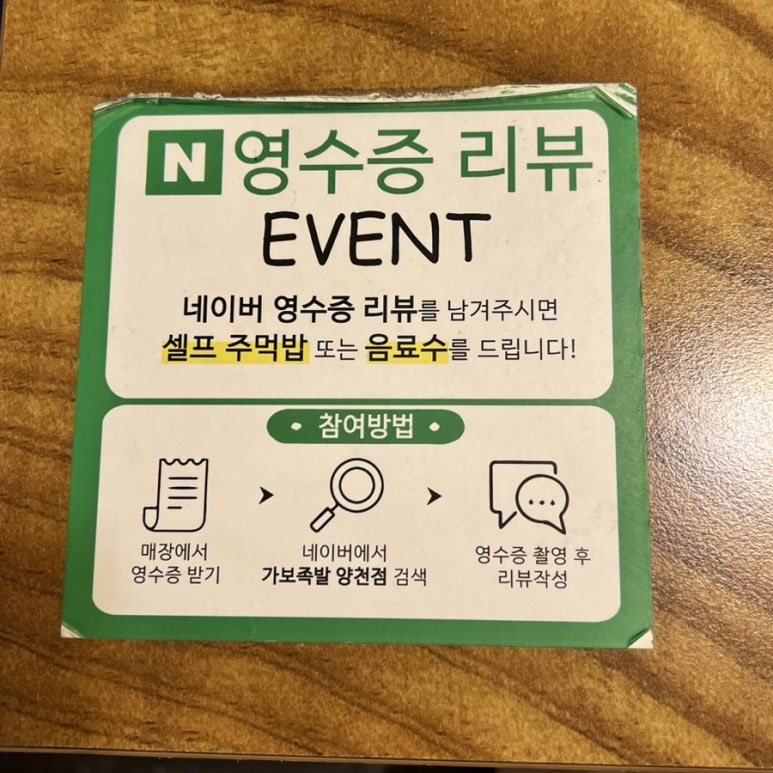 N 영수증 리뷰
EVENT
네이버 영수증 리뷰를 남겨주시면
셀프 주먹밥 또는 음료수를 드립니다!
• 참여방법 •
매장에서
영수증 받기
네이버에서
가보족발 양천점 검색
영수증 촬영 후
리뷰작성